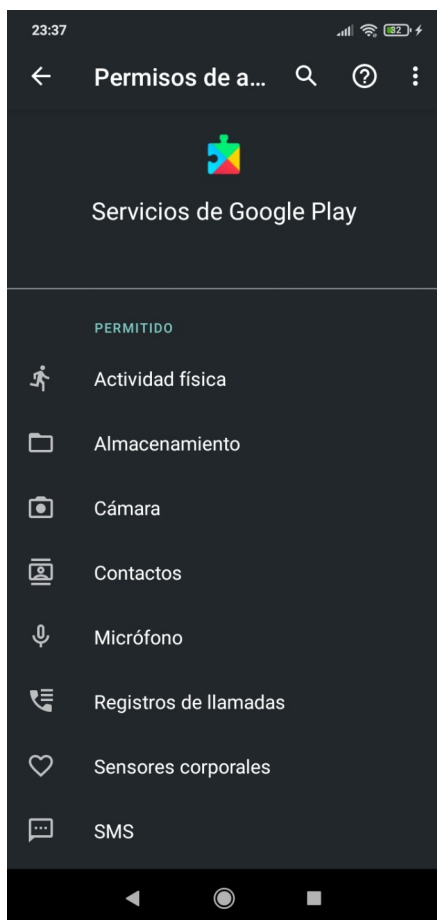 23:37
82
Permisos de a...
Servicios de Google Play
PERMITIDO
Actividad física
Almacenamiento
Cámara
Contactos
Micrófono
Registros de llamadas
Sensores corporales
SMS